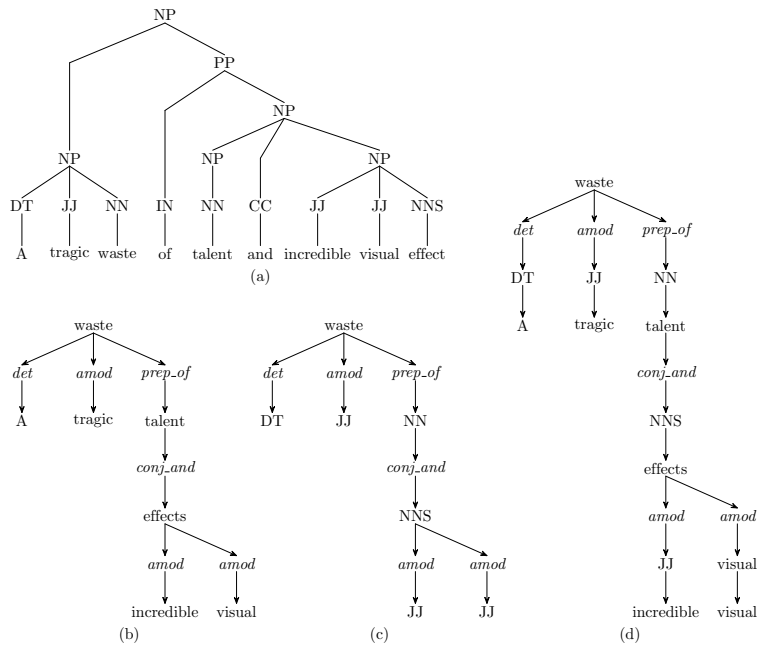 NP
PP
NP
NP NP NP
DT JJ NN IN NN CC JJ JJ NNS
A tragic waste of talent and incredible visual effect
(a)
waste
det amod prep_of
DT JJ NN
A tragic talent
conj_and
NNS
effects
amod amod
JJ visual
incredible visual
(d)
waste
det amod prep_of
A tragic talent
conj_and
effects
amod amod
incredible visual
(b)
waste
det amod prep_of
DT JJ NN
conj_and
NNS
amod amod
JJ JJ
(c)